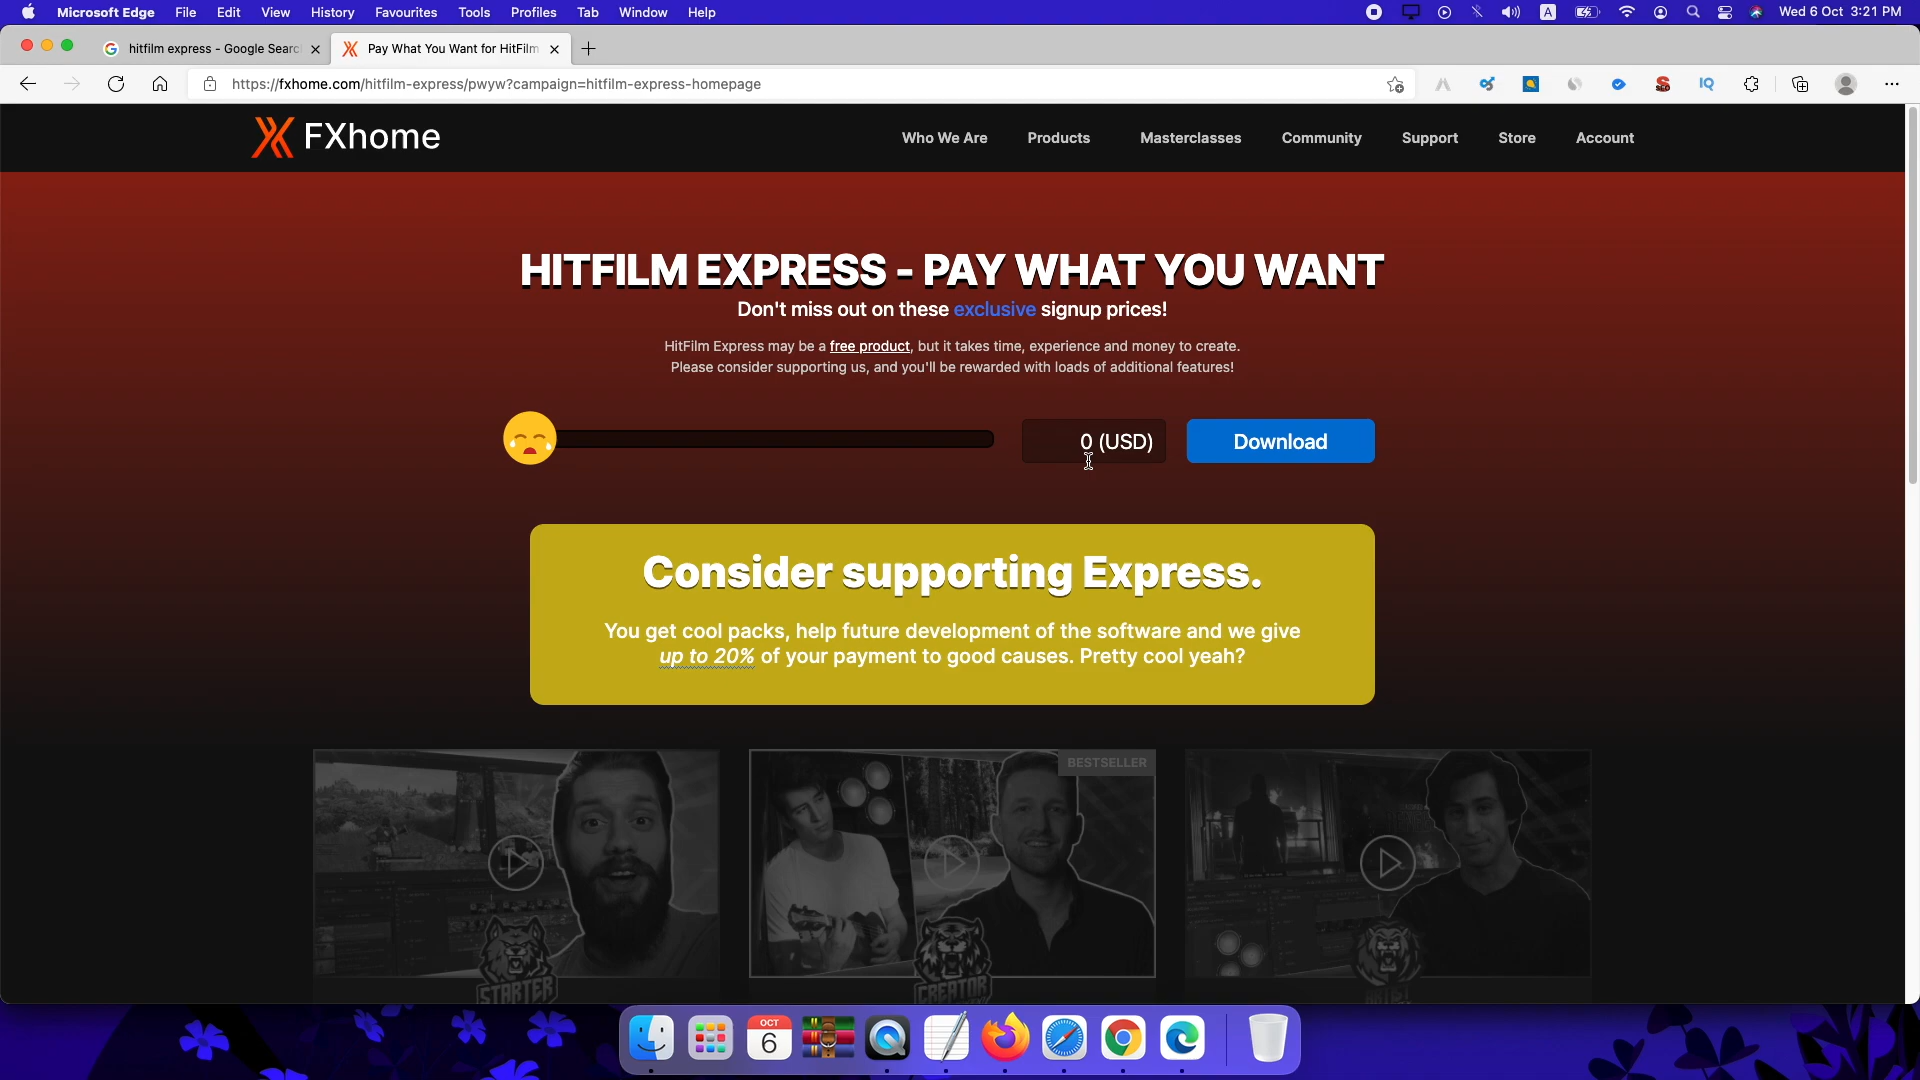 Microsoft Edge File Edit View History Favourites Tools Profiles Tab Window Help A Wed 6 Oct 3:21 PM
hitfilm express - Google Searc Pay What You Want for HitFilm
https://fxhome.com/hitfilm-express/pwyw?campaign=hitfilm-express-homepage IQ
FXhome Who We Are Products Masterclasses Community Support Store Account
HITFILM EXPRESS - PAY WHAT YOU WANT
Don't miss out on these exclusive signup prices!
HitFilm Express may be a free product, but it takes time, experience and money to create.
Please consider supporting us, and you'll be rewarded with loads of additional features!
0 (USD) Download
Consider supporting Express.
You get cool packs, help future development of the software and we give
up to 20% of your payment to good causes. Pretty cool yeah?
BESTSELLER
STARTER CREATOR ARTIST
OCT
6